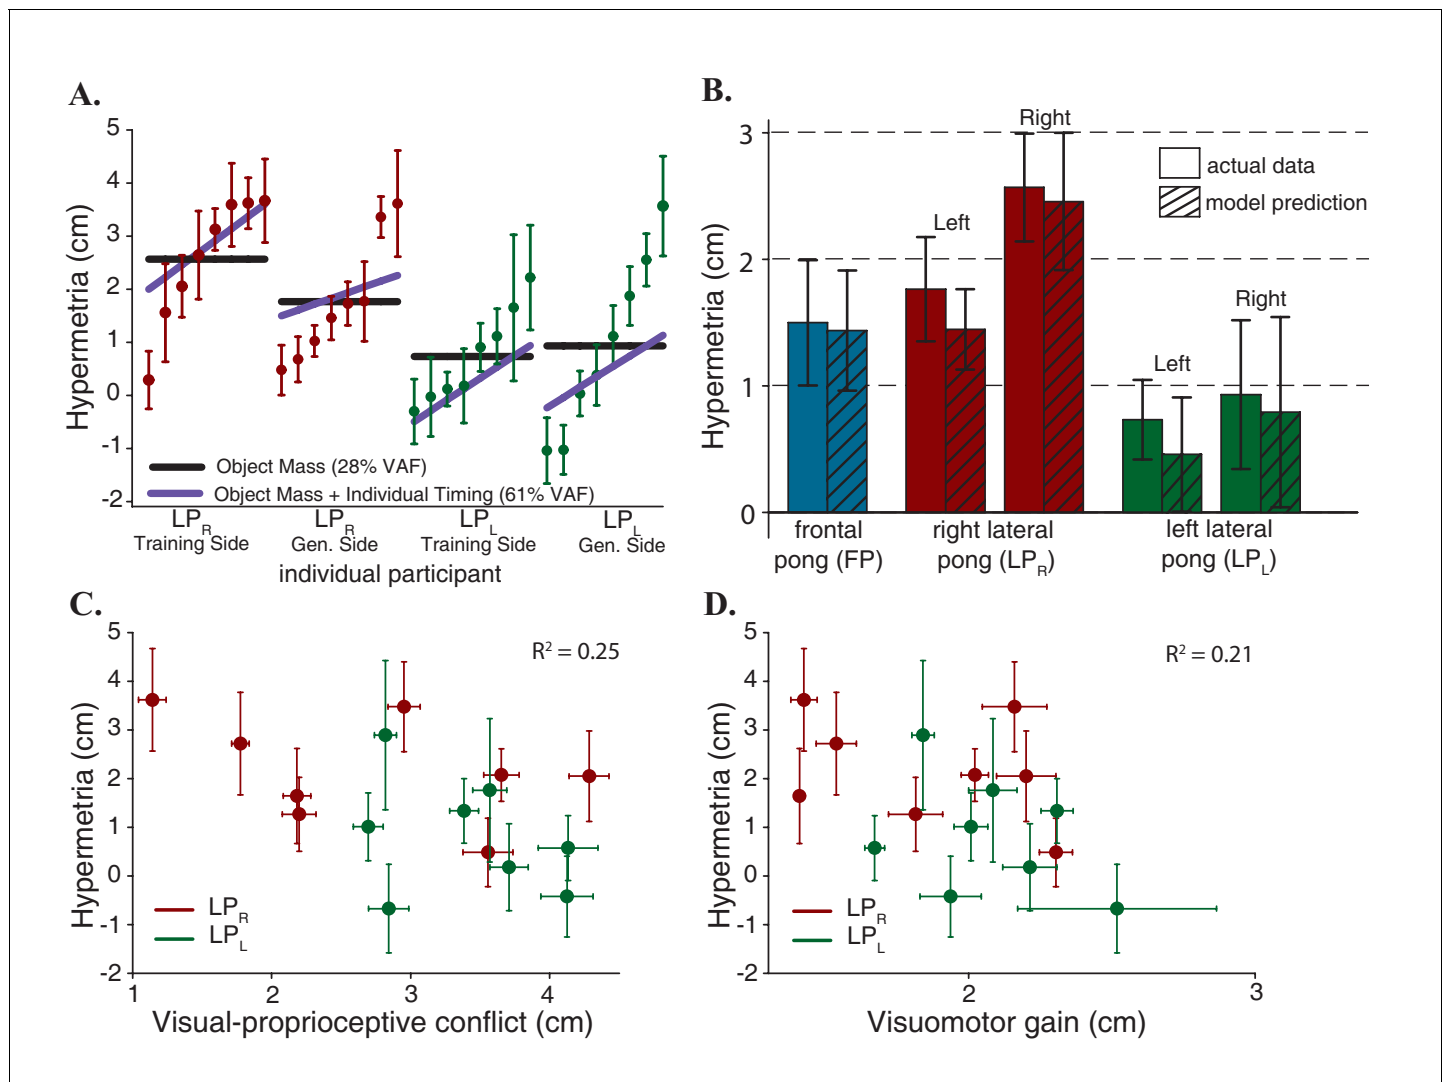 A.
5
4
3
2
1
0
-1
-2
Hypermetria (cm)
Object Mass (28% VAF)
Object Mass + Individual Timing (61% VAF)
LPR
Training Side
LPR
Gen. Side
LPL
Training Side
LPL
Gen. Side
individual participant
B.
3
2
1
0
Hypermetria (cm)
Right
Left
actual data
model prediction
Left
Right
frontal
pong (FP)
right lateral
pong (LPR)
left lateral
pong (LPL)
C.
5
4
3
2
1
0
-1
-2
Hypermetria (cm)
R² = 0.25
LPR
LPL
1
2
3
4
Visual-proprioceptive conflict (cm)
D.
5
4
3
2
1
0
-1
-2
Hypermetria (cm)
R² = 0.21
LPR
LPL
2
3
Visuomotor gain (cm)